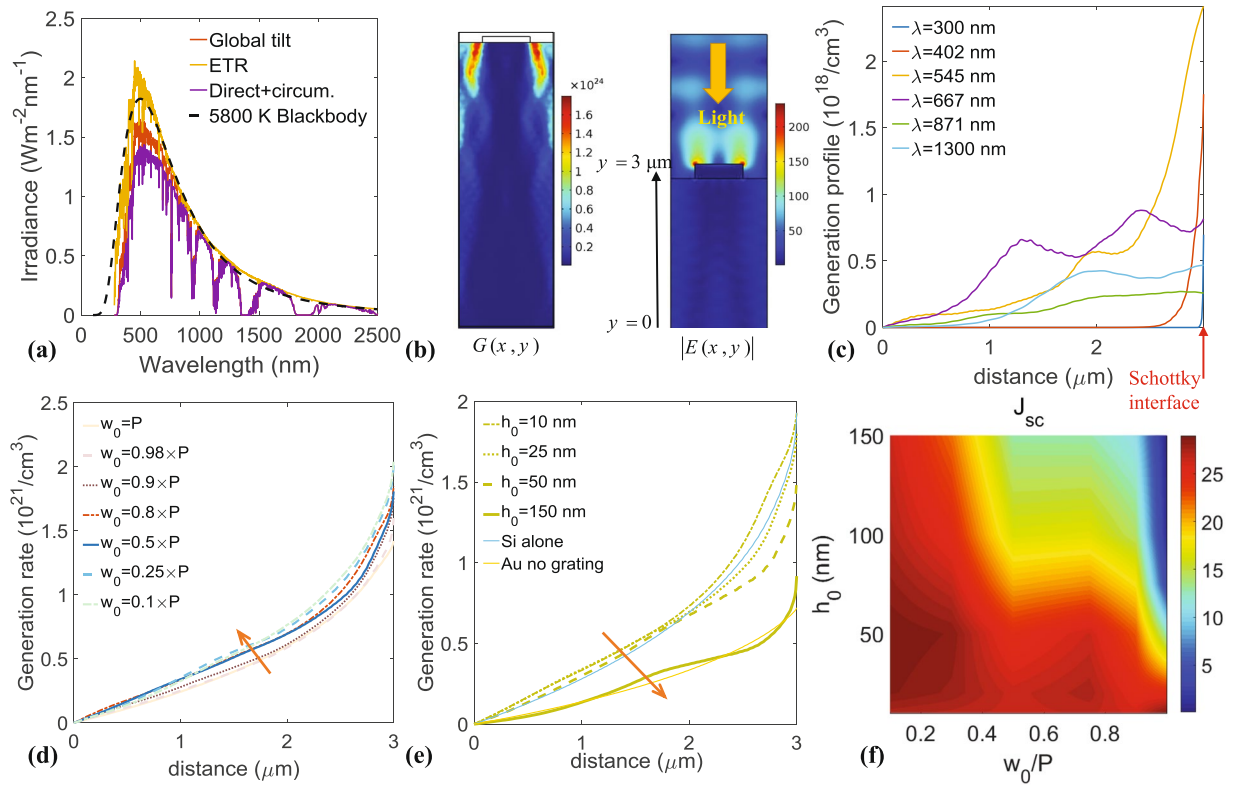 2.5
2
1.5
1
0.5
0
Irradiance (Wm-2nm-1)
Global tilt
ETR
Direct+circum.
5800 K Blackbody
0 500 1000 1500 2000 2500
(a) Wavelength (nm)
×10²⁴
1.8
1.6
1.4
1.2
1
0.8
0.6
0.4
0.2
(b) G(x,y)
Light
y = 3 μm
y = 0
200
150
100
50
|E(x,y)|
2
1.5
1
0.5
0
Generation profile (10¹⁸/cm³)
λ=300 nm
λ=402 nm
λ=545 nm
λ=667 nm
λ=871 nm
λ=1300 nm
0 1 2
(c) distance (μm)
Schottky
interface
2.5
2
1.5
1
0.5
0
Generation rate (10²¹/cm³)
w₀=P
w₀=0.98×P
w₀=0.9×P
w₀=0.8×P
w₀=0.5×P
w₀=0.25×P
w₀=0.1×P
0 1 2 3
(d) distance (μm)
2
1.5
1
0.5
0
Generation rate (10²¹/cm³)
h₀=10 nm
h₀=25 nm
h₀=50 nm
h₀=150 nm
Si alone
Au no grating
0 1 2 3
(e) distance (μm)
Jsc
150
100
50
h₀ (nm)
0.2 0.4 0.6 0.8
w₀/P
25
20
15
10
5
(f)